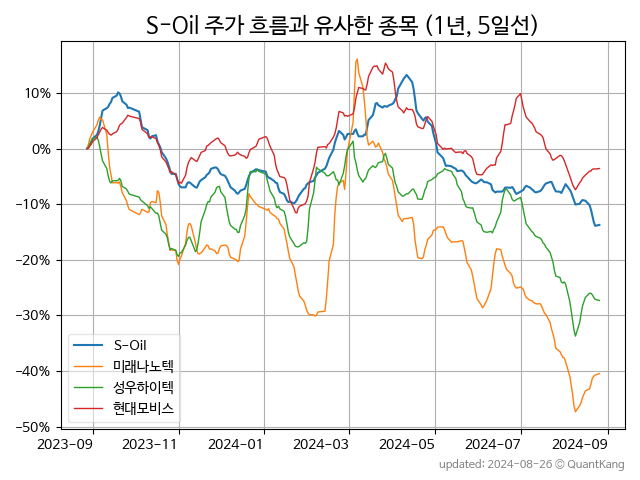 S-Oil 주가 흐름과 유사한 종목 (1년, 5일선)
10%
0%
−10%
−20%
−30%
−40%
−50%
S-Oil
미래나노텍
성우하이텍
현대모비스
2023-09 2023-11 2024-01 2024-03 2024-05 2024-07 2024-09
updated: 2024-08-26 © QuantKang